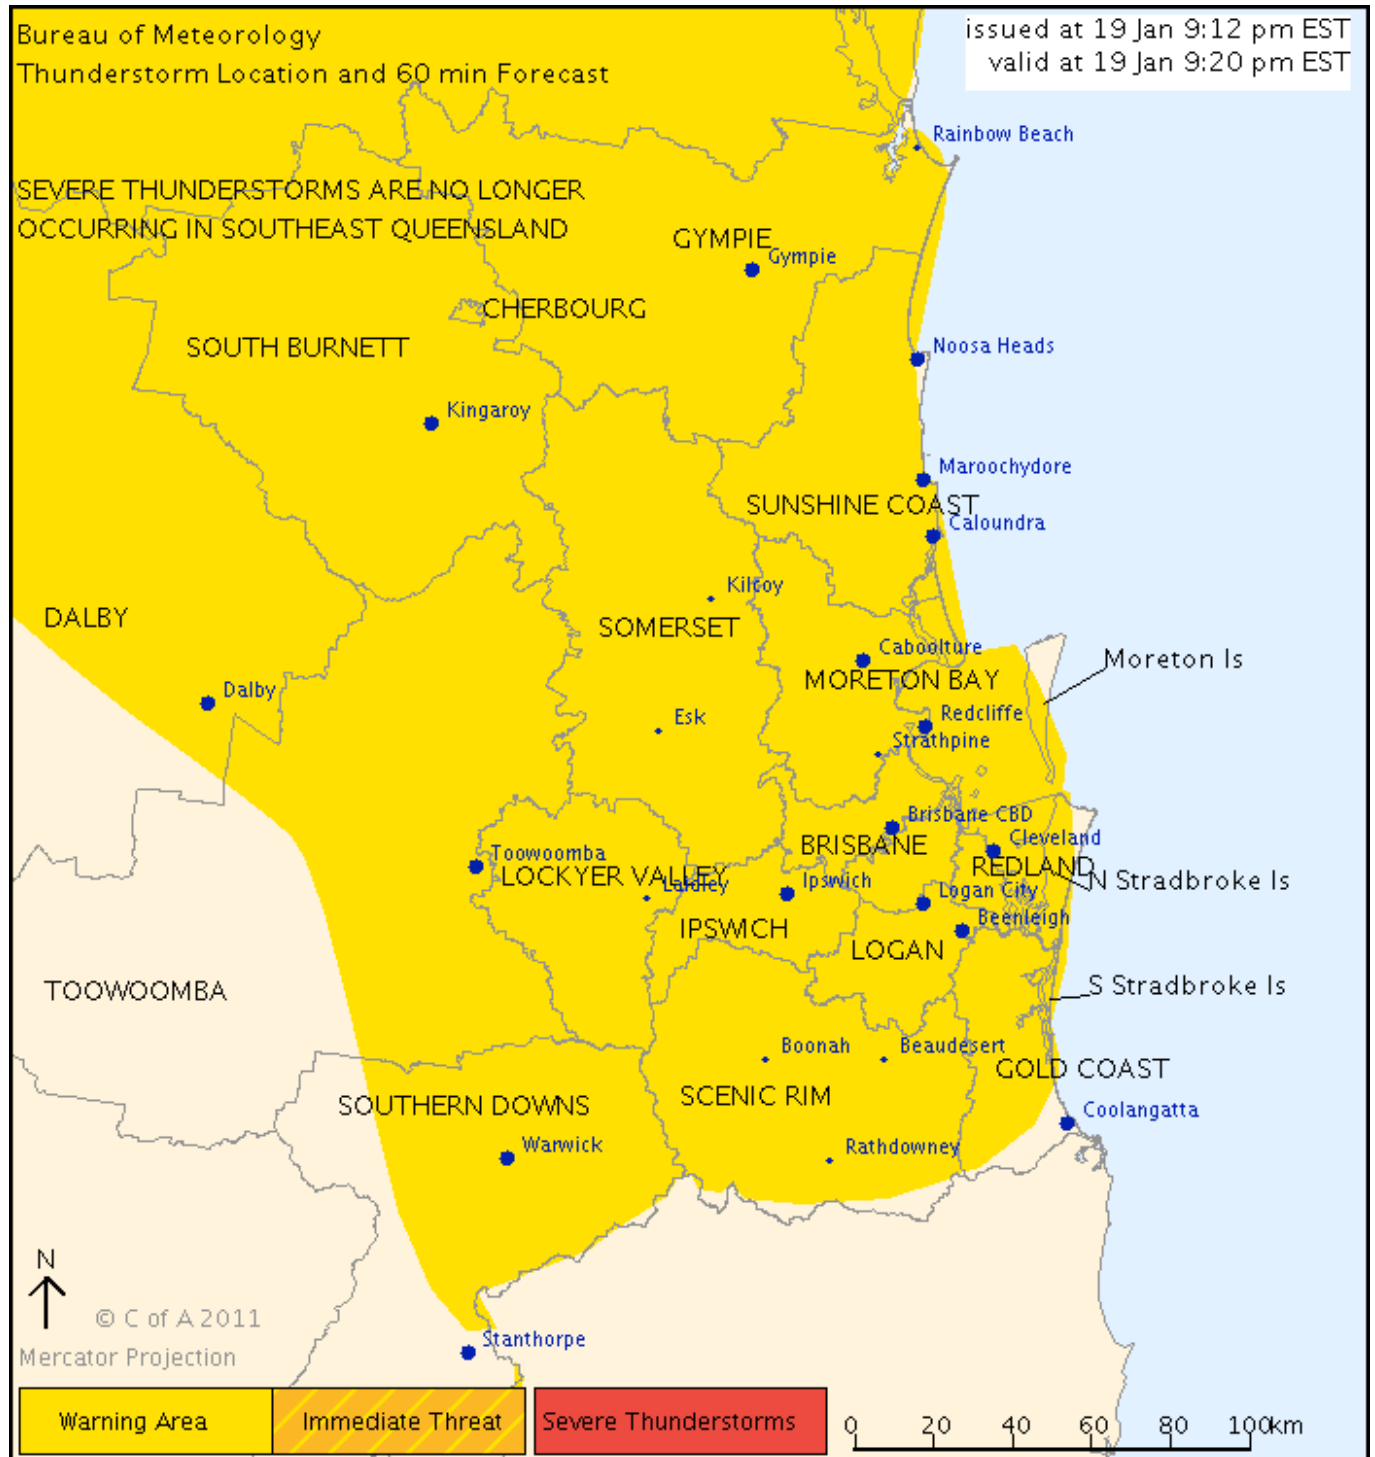 Bureau of Meteorology
Thunderstorm Location and 60 min Forecast
issued at 19 Jan 9:12 pm EST
valid at 19 Jan 9:20 pm EST
Rainbow Beach
SEVERE THUNDERSTORMS ARE NO LONGER
OCCURRING IN SOUTHEAST QUEENSLAND
GYMPIE
Gympie
CHERBOURG
SOUTH BURNETT
Noosa Heads
Kingaroy
Maroochydore
SUNSHINE COAST
Caloundra
Kilcoy
DALBY
SOMERSET
Caboolture
Moreton Is
MORETON BAY
Dalby
Esk
Redcliffe
Strathpine
Brisbane CBD
BRISBANE
Cleveland
Toowoomba
REDLAND
LOCKYER VALLEY
Laidley
Ipswich
N Stradbroke Is
Logan City
Beenleigh
IPSWICH
LOGAN
TOOWOOMBA
S Stradbroke Is
Boonah
Beaudesert
GOLD COAST
SCENIC RIM
SOUTHERN DOWNS
Coolangatta
Warwick
Rathdowney
N
© C of A 2011
Stanthorpe
Mercator Projection
Warning Area
Immediate Threat
Severe Thunderstorms
0 20 40 60 80 100km